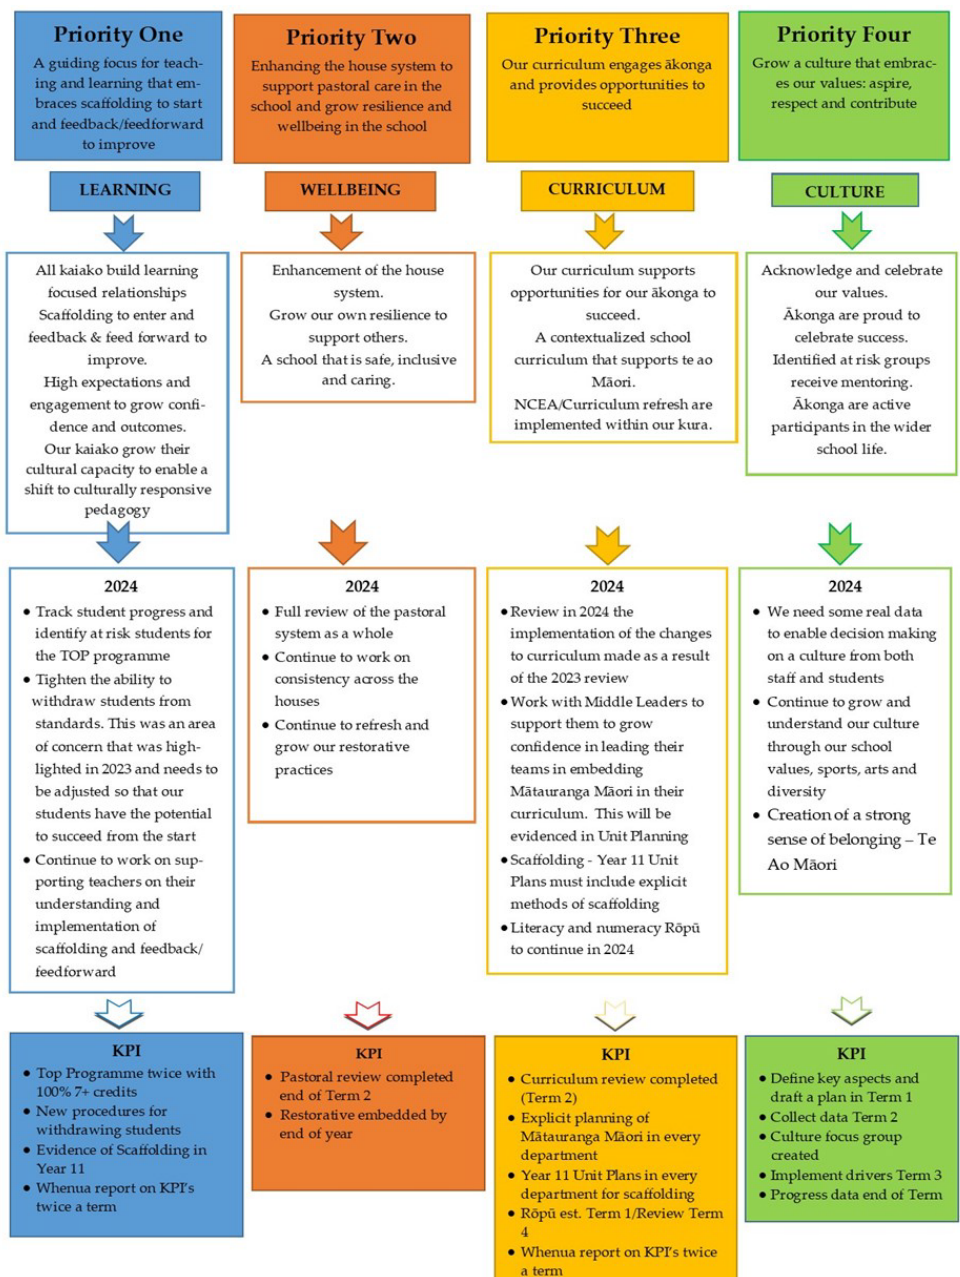 Priority One
A guiding focus for teach-
ing and learning that em-
braces scaffolding to start
and feedback/feedforward
to improve
Priority Two
Enhancing the house system to
support pastoral care in the
school and grow resilience and
wellbeing in the school
Priority Three
Our curriculum engages ākonga
and provides opportunities to
succeed
Priority Four
Grow a culture that embrac-
es our values: aspire,
respect and contribute
LEARNING
WELLBEING
CURRICULUM
CULTURE
All kaiako build learning
focused relationships
Scaffolding to enter and
feedback & feed forward to
improve.
High expectations and
engagement to grow confi-
dence and outcomes.
Our kaiako grow their
cultural capacity to enable a
shift to culturally responsive
pedagogy
Enhancement of the house
system.
Grow our own resilience to
support others.
A school that is safe, inclusive
and caring.
Our curriculum supports
opportunities for our ākonga to
succeed.
A contextualized school
curriculum that supports te ao
Māori.
NCEA/Curriculum refresh are
implemented within our kura.
Acknowledge and celebrate
our values.
Ākonga are proud to
celebrate success.
Identified at risk groups
receive mentoring.
Ākonga are active
participants in the wider
school life.
2024
• Track student progress and
identify at risk students for
the TOP programme
• Tighten the ability to
withdraw students from
standards. This was an area
of concern that was high-
lighted in 2023 and needs to
be adjusted so that our
students have the potential
to succeed from the start
• Continue to work on sup-
porting teachers on their
understanding and
implementation of
scaffolding and feedback/
feedforward
2024
• Full review of the pastoral
system as a whole
• Continue to work on
consistency across the
houses
• Continue to refresh and
grow our restorative
practices
2024
• Review in 2024 the
implementation of the changes
to curriculum made as a result
of the 2023 review
• Work with Middle Leaders to
support them to grow
confidence in leading their
teams in embedding
Mātauranga Māori in their
curriculum. This will be
evidenced in Unit Planning
• Scaffolding - Year 11 Unit
Plans must include explicit
methods of scaffolding
• Literacy and numeracy Rōpū
to continue in 2024
2024
• We need some real data
to enable decision making
on a culture from both
staff and students
• Continue to grow and
understand our culture
through our school
values, sports, arts and
diversity
• Creation of a strong
sense of belonging – Te
Ao Māori
KPI
• Top Programme twice with
100% 7+ credits
• New procedures for
withdrawing students
• Evidence of Scaffolding in
Year 11
• Whenua report on KPI's
twice a term
KPI
• Pastoral review completed
end of Term 2
• Restorative embedded by
end of year
KPI
• Curriculum review completed
(Term 2)
• Explicit planning of
Mātauranga Māori in every
department
• Year 11 Unit Plans in every
department for scaffolding
• Rōpū est. Term 1/Review Term
4
• Whenua report on KPI's twice
a term
KPI
• Define key aspects and
draft a plan in Term 1
• Collect data Term 2
• Culture focus group
created
• Implement drivers Term 3
• Progress data end of Term